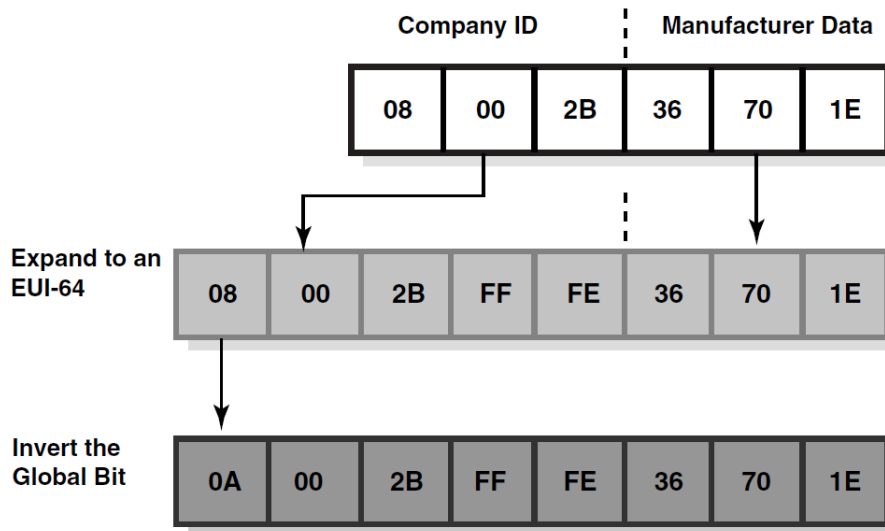 Company ID Manufacturer Data
08 00 2B 36 70 1E
Expand to an
EUI-64
08 00 2B FF FE 36 70 1E
Invert the
Global Bit
0A 00 2B FF FE 36 70 1E